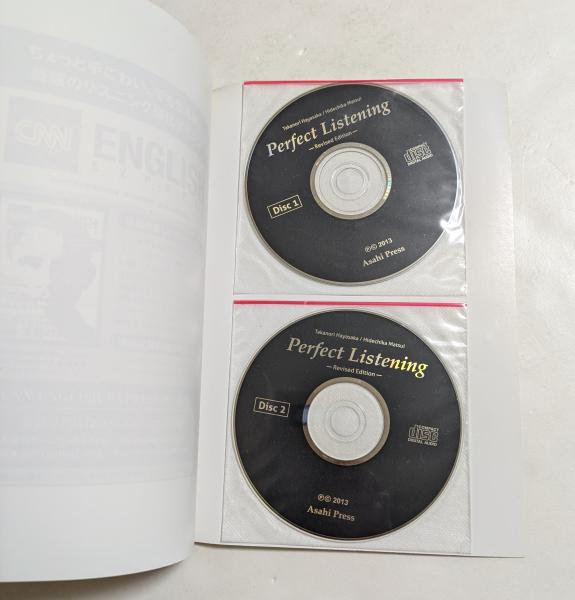 ENGLISH
Takanori Hayasaka / Hidechika Matsui
Perfect Listening
— Revised Edition —
COMPACT
disc
DIGITAL AUDIO
Disc 1
℗© 2013
Asahi Press
Takanori Hayasaka / Hidechika Matsui
Perfect Listening
— Revised Edition —
Disc 2
COMPACT
disc
DIGITAL AUDIO
℗© 2013
Asahi Press